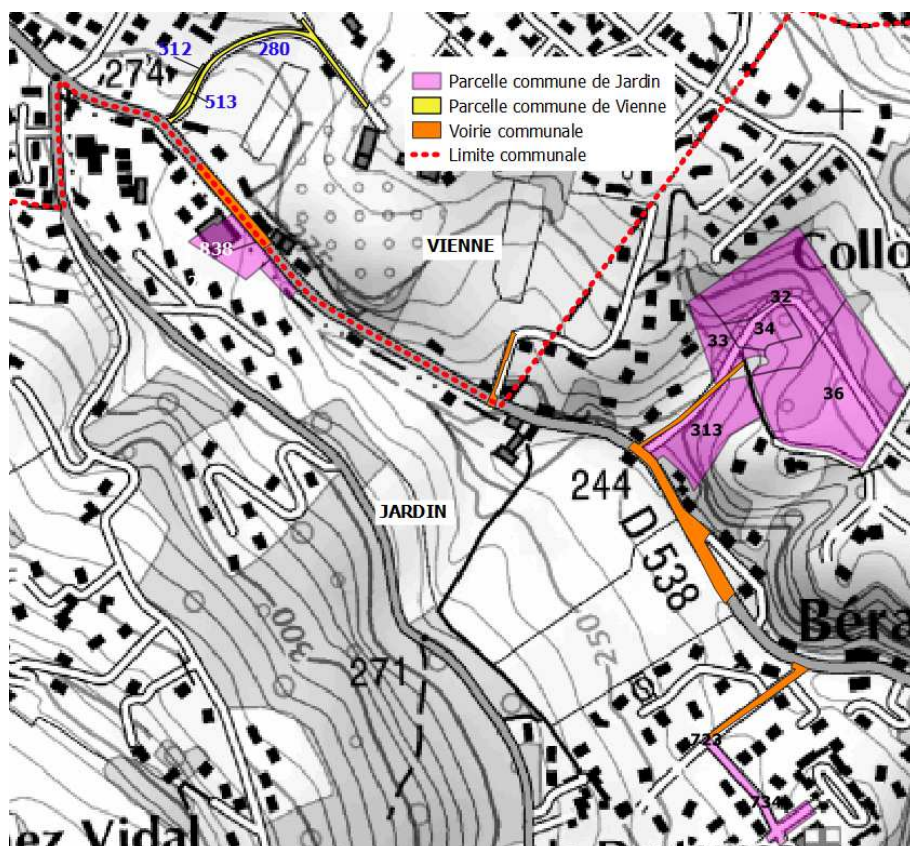 512
280
274
513
Parcelle commune de Jardin
Parcelle commune de Vienne
Voirie communale
Limite communale
838
VIENNE
Collo
32
33
34
36
313
244
JARDIN
D 538
300
250
Béra
271
723
734
ez Vidal